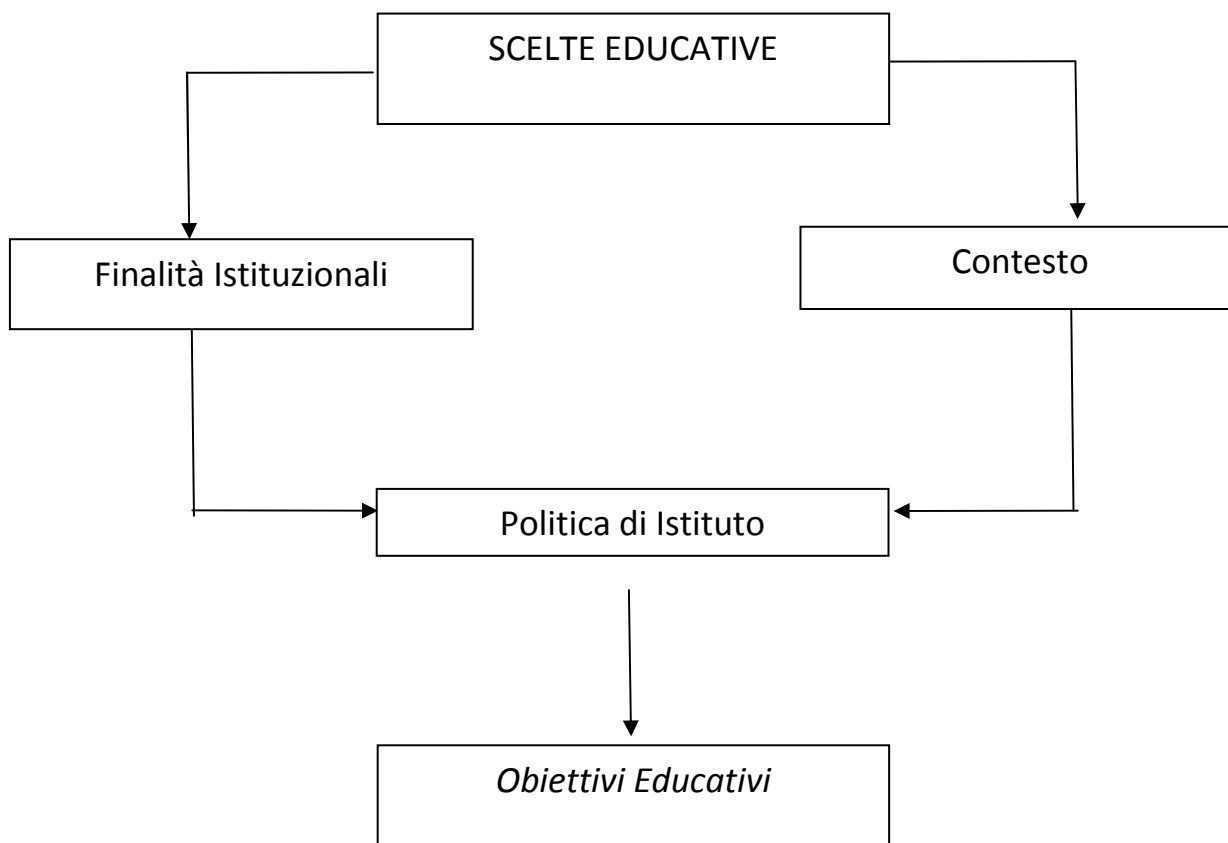 SCELTE EDUCATIVE
Finalità Istituzionali
Contesto
Politica di Istituto
Obiettivi Educativi